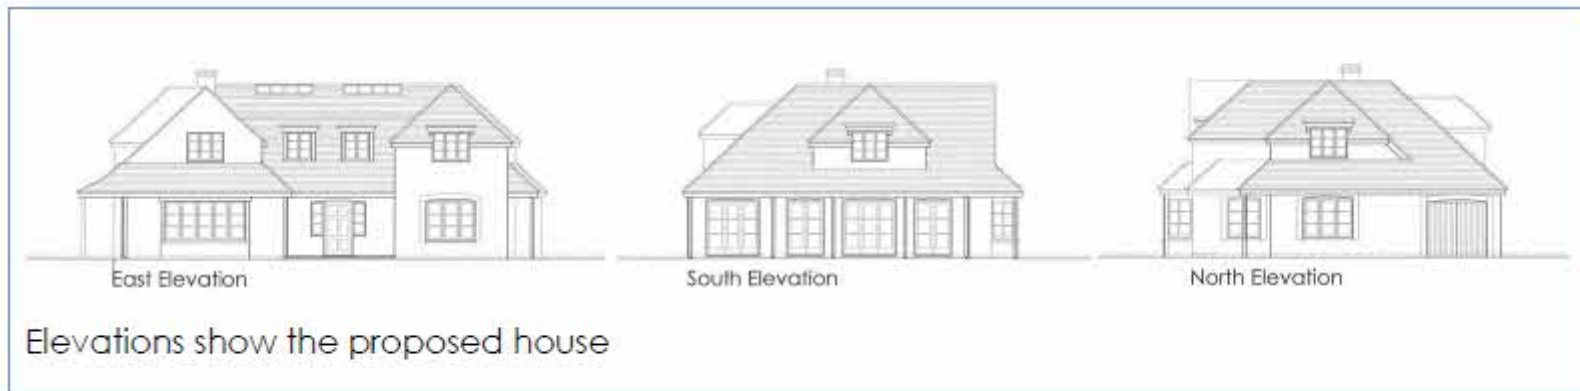 East Elevation
South Elevation
North Elevation
Elevations show the proposed house